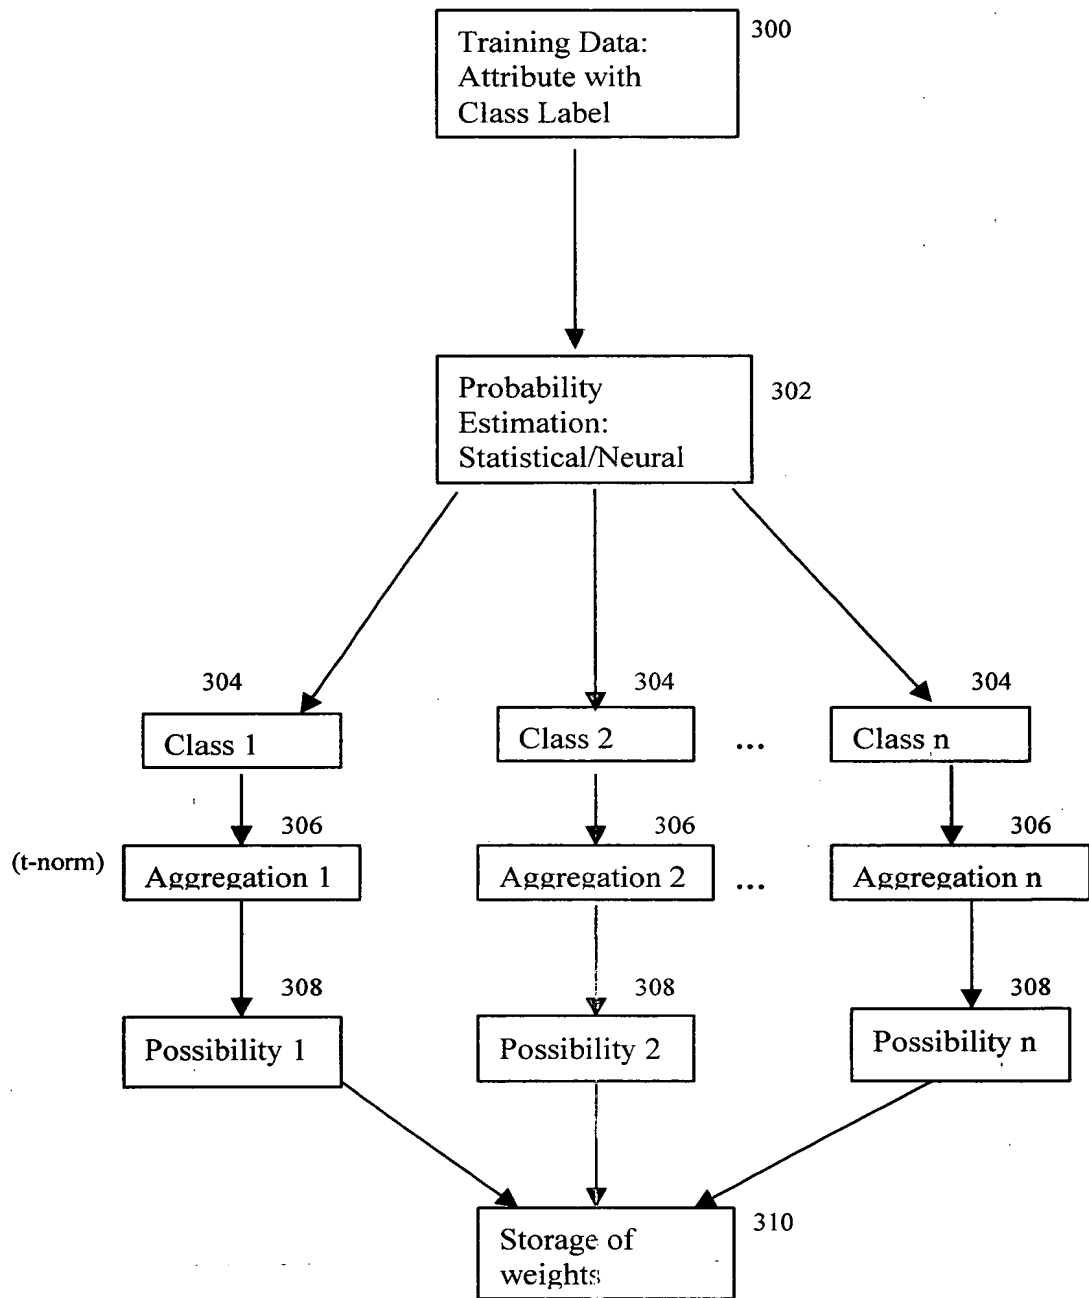 300
Training Data:
Attribute with
Class Label
Probability
Estimation:
Statistical/Neural
302
304
304
304
Class 1
Class 2
...
Class n
306
306
306
(t-norm)
Aggregation 1
Aggregation 2
...
Aggregation n
308
308
308
Possibility 1
Possibility 2
Possibility n
310
Storage of
weights